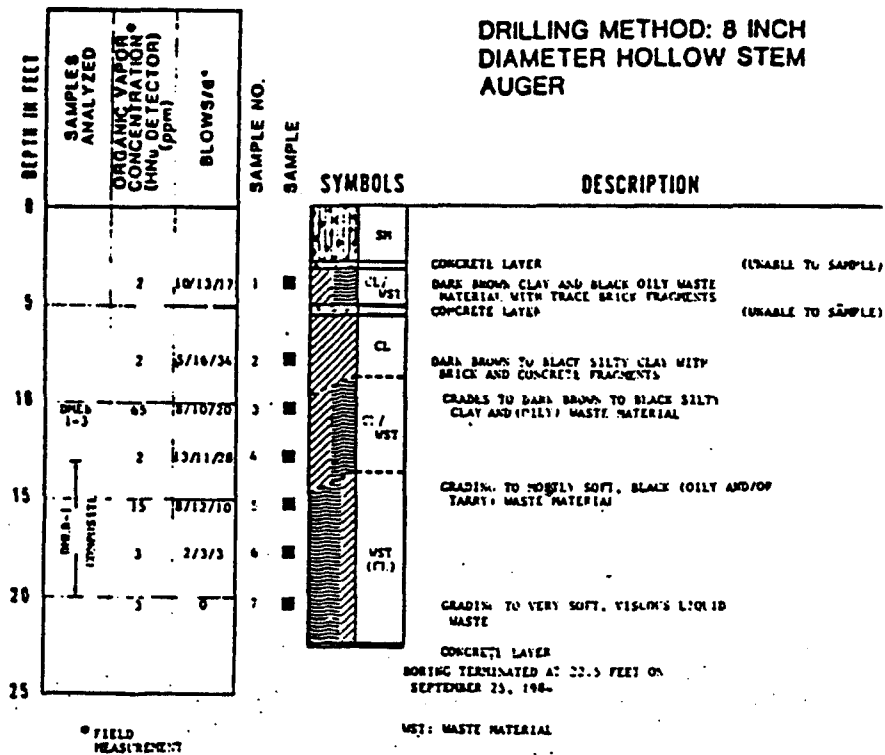 DRILLING METHOD: 8 INCH
DIAMETER HOLLOW STEM
AUGER
DEPTH IN FEET
SAMPLES
ANALYZED
ORGANIC VAPOR
CONCENTRATION*
(HNu DETECTOR)
(ppm)
BLOWS/6"
SAMPLE NO.
SAMPLE
SYMBOLS
DESCRIPTION
0
SM
CONCRETE LAYER (UNABLE TO SAMPLE)
2 10/13/17 1
CL/
WST
DARK BROWN CLAY AND BLACK OILY WASTE
MATERIAL WITH TRACE BRICK FRAGMENTS
5
CONCRETE LAYER (UNABLE TO SAMPLE)
CL
2 5/16/34 2
DARK BROWN TO BLACK SILTY CLAY WITH
BRICK AND CONCRETE FRAGMENTS
10
1-3
65 8/10/20 3
CL/
WST
GRADES TO DARK BROWN TO BLACK SILTY
CLAY AND (OILY) WASTE MATERIAL
2 13/11/28 4
GRADING TO MOSTLY SOFT, BLACK (OILY AND/OR
TARRY) WASTE MATERIAL
15
15 8/12/10 5
COMPOSITE
3 2/3/3 6
WST
(CL)
20
3 0 7
GRADING TO VERY SOFT, VISCOUS LIQUID
WASTE
CONCRETE LAYER
BORING TERMINATED AT 22.5 FEET ON
SEPTEMBER 25,
25
* FIELD
MEASUREMENT
WST: WASTE MATERIAL